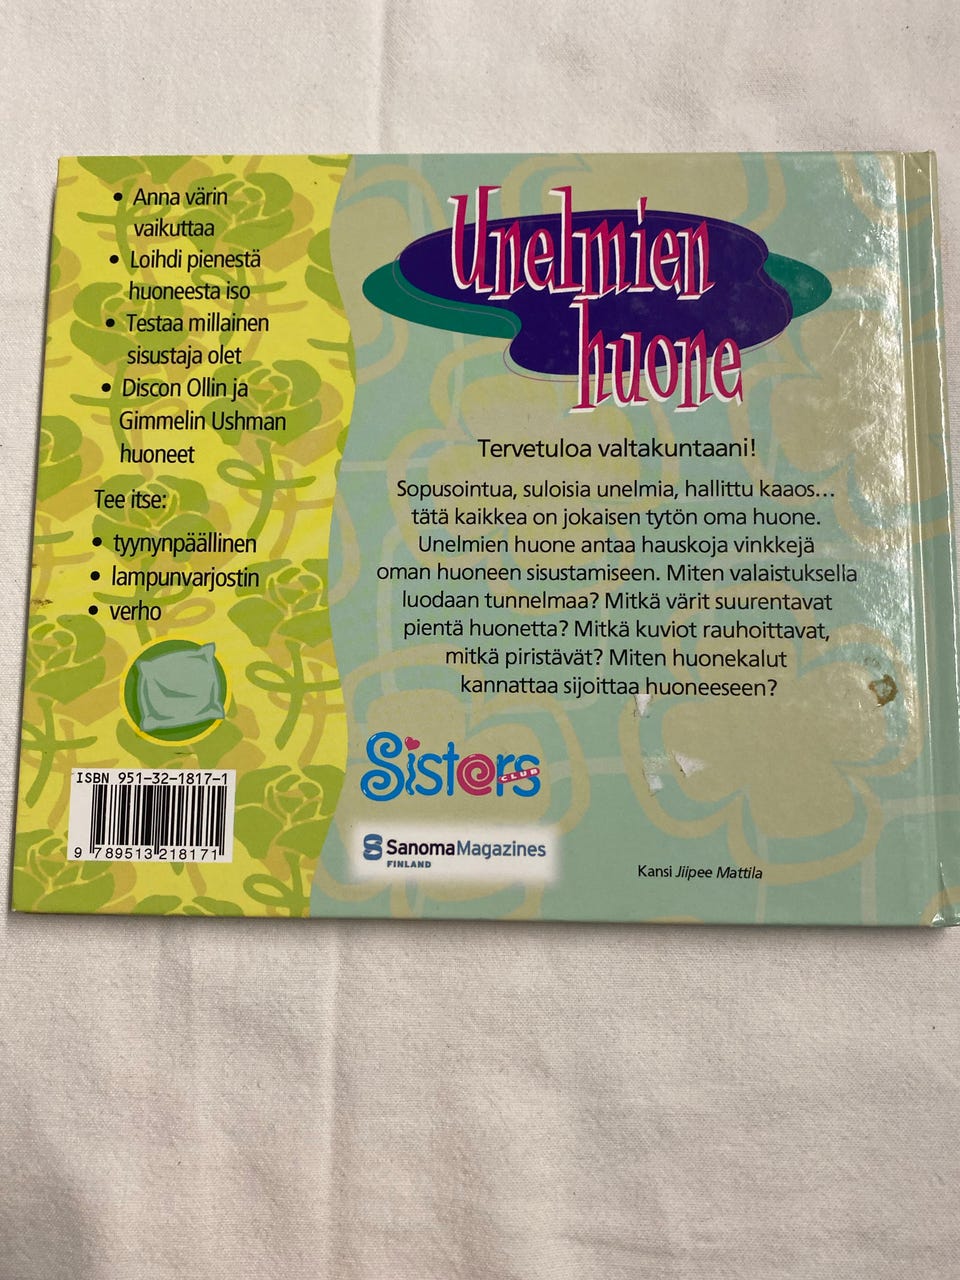 • Anna värin
vaikuttaa
• Loihdi pienestä
huoneesta iso
• Testaa millainen
sisustaja olet
• Discon Ollin ja
Gimmelin Ushman
huoneet
Tee itse:
• tyynynpäällinen
• lampunvarjostin
• verho
ISBN 951-32-1817-1
9 789513 218171
Unelmien
huone
Tervetuloa valtakuntaani!
Sopusointua, suloisia unelmia, hallittu kaaos...
tätä kaikkea on jokaisen tytön oma huone.
Unelmien huone antaa hauskoja vinkkejä
oman huoneen sisustamiseen. Miten valaistuksella
luodaan tunnelmaa? Mitkä värit suurentavat
pientä huonetta? Mitkä kuviot rauhoittavat,
mitkä piristävät? Miten huonekalut
kannattaa sijoittaa huoneeseen?
Sist@rs
CLUB
SanomaMagazines
FINLAND
Kansi Jiipee Mattila